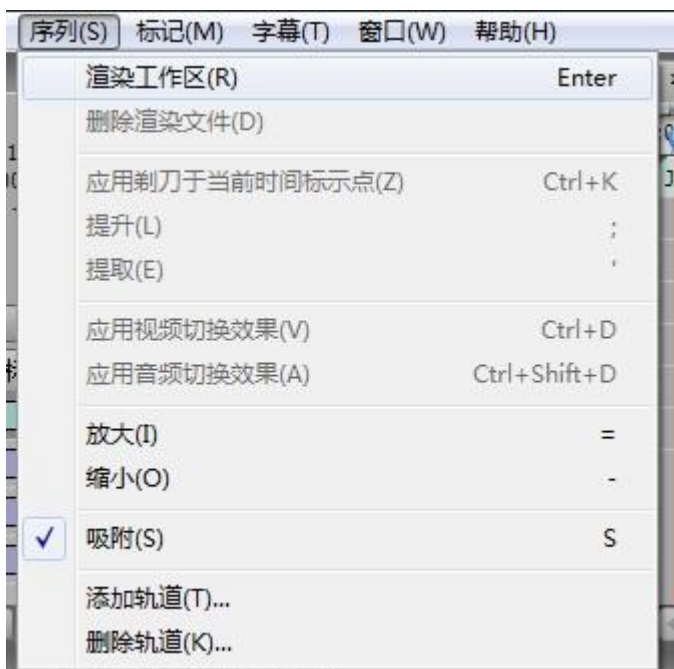 序列(S) 标记(M) 字幕(T) 窗口(W) 帮助(H)
渲染工作区(R) Enter
删除渲染文件(D)
应用剃刀于当前时间标示点(Z) Ctrl+K
提升(L) ;
提取(E) '
应用视频切换效果(V) Ctrl+D
应用音频切换效果(A) Ctrl+Shift+D
放大(I) =
缩小(O) -
吸附(S) S
添加轨道(T)...
删除轨道(K)...